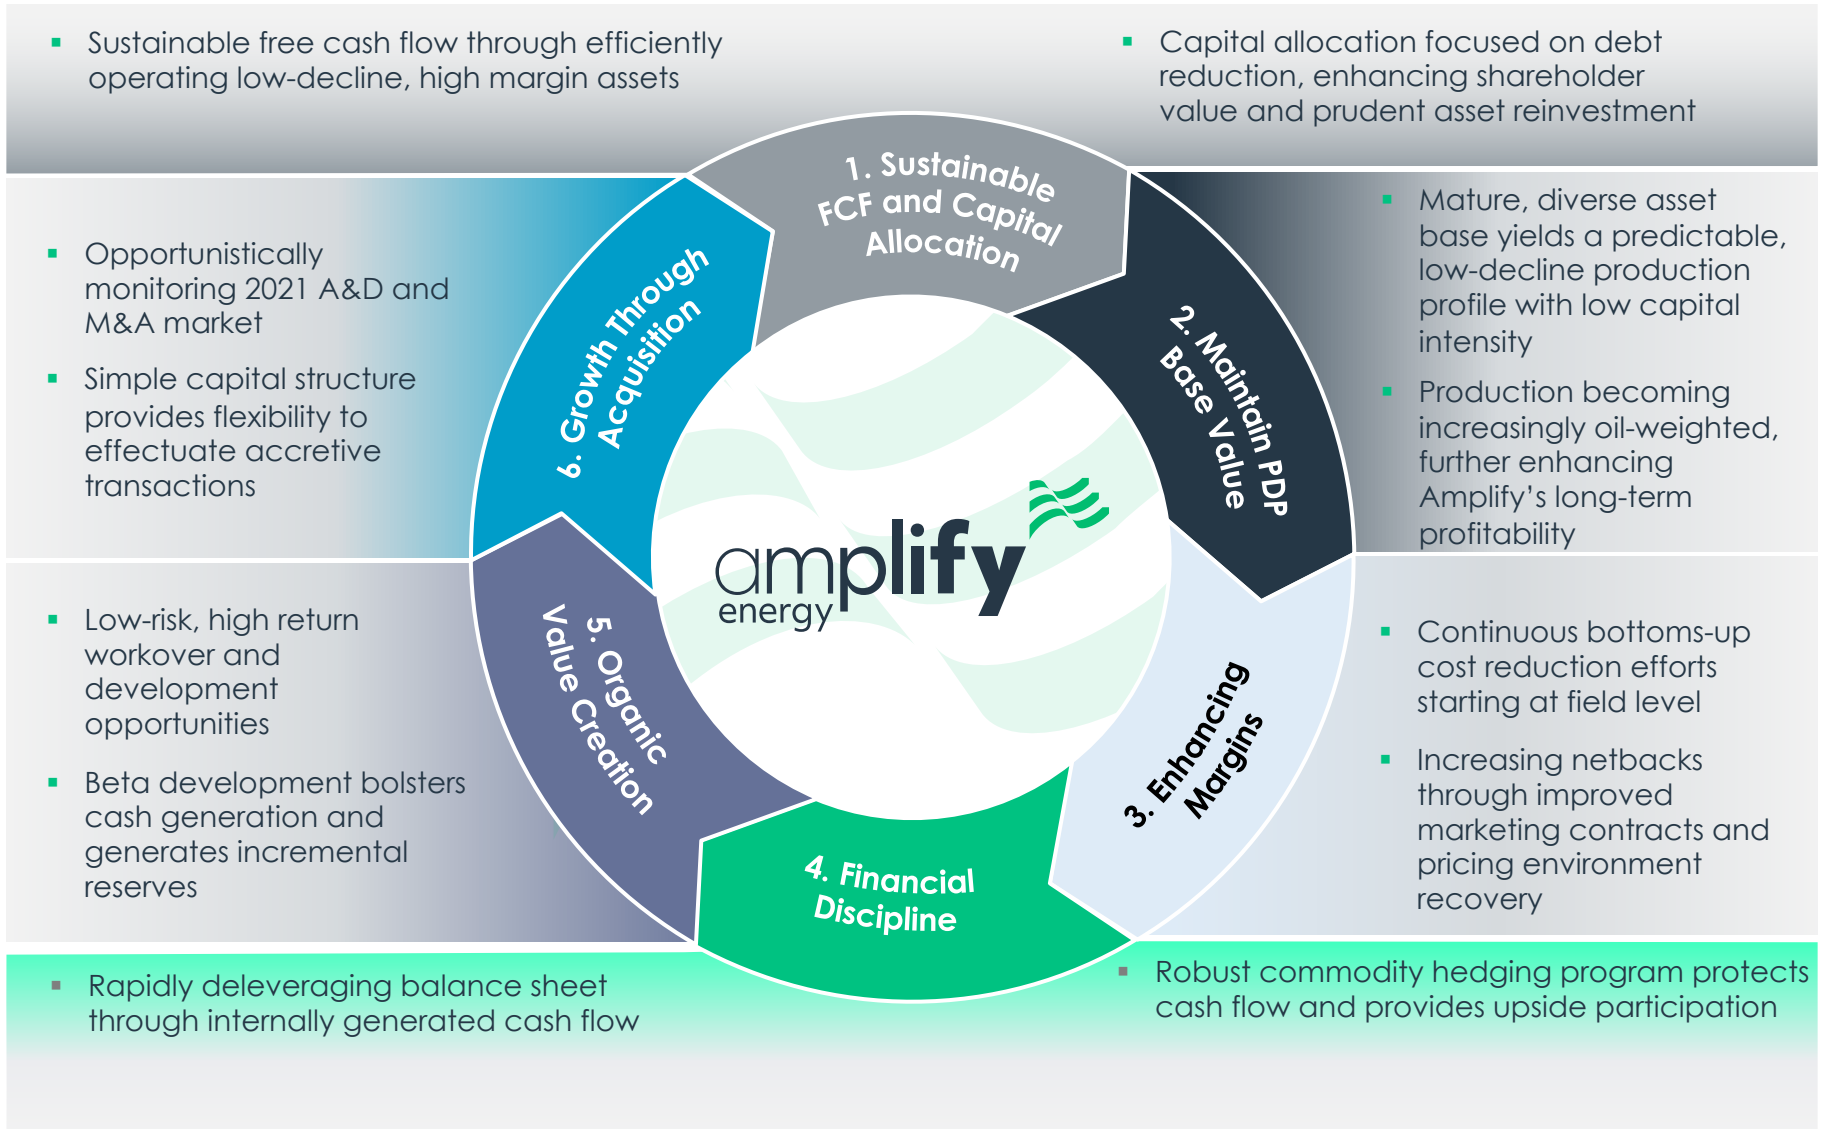 Sustainable free cash flow through efficiently
operating low-decline, high margin assets
Capital allocation focused on debt
reduction, enhancing shareholder
value and prudent asset reinvestment
1. Sustainable
FCF and Capital
Allocation
Mature, diverse asset
base yields a predictable,
low-decline production
profile with low capital
intensity
Production becoming
increasingly oil-weighted,
further enhancing
Amplify’s long-term
profitability
2. Maintain PDP
Base Value
Continuous bottoms-up
cost reduction efforts
starting at field level
Increasing netbacks
through improved
marketing contracts and
pricing environment
recovery
3. Enhancing
Margins
4. Financial
Discipline
Rapidly deleveraging balance sheet
through internally generated cash flow
Robust commodity hedging program protects
cash flow and provides upside participation
5. Organic
Value Creation
Low-risk, high return
workover and
development
opportunities
Beta development bolsters
cash generation and
generates incremental
reserves
6. Growth Through
Acquisition
Opportunistically
monitoring 2021 A&D and
M&A market
Simple capital structure
provides flexibility to
effectuate accretive
transactions
amplify
energy